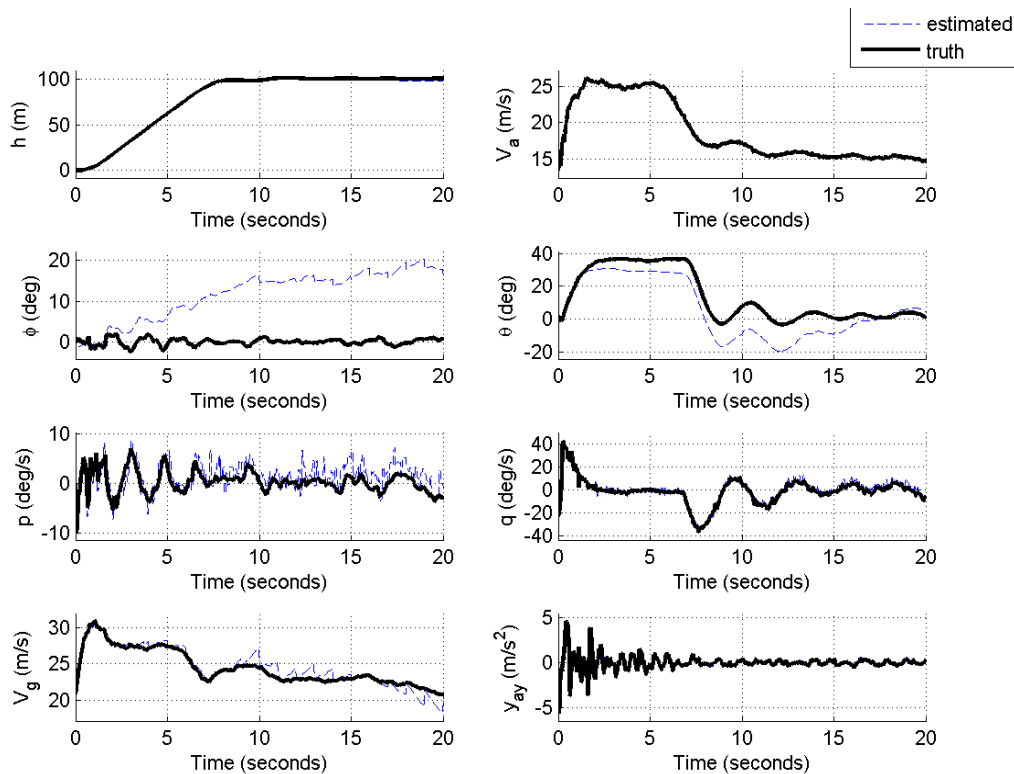 estimated
truth
100
50
0
h (m)
0 5 10 15 20
Time (seconds)
25
20
15
V_a (m/s)
0 5 10 15 20
Time (seconds)
20
10
0
ϕ (deg)
0 5 10 15 20
Time (seconds)
40
20
0
-20
θ (deg)
0 5 10 15 20
Time (seconds)
10
0
-10
p (deg/s)
0 5 10 15 20
Time (seconds)
40
20
0
-20
-40
q (deg/s)
0 5 10 15 20
Time (seconds)
30
25
20
V_g (m/s)
0 5 10 15 20
Time (seconds)
5
0
-5
y_ay (m/s²)
0 5 10 15 20
Time (seconds)